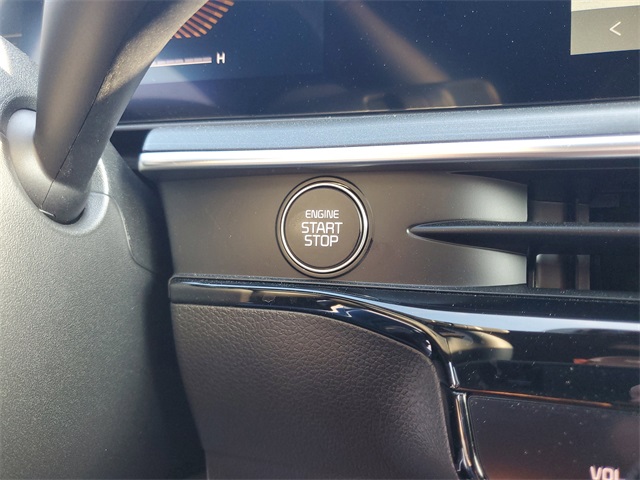 H
<
ENGINE
START
STOP
VOL